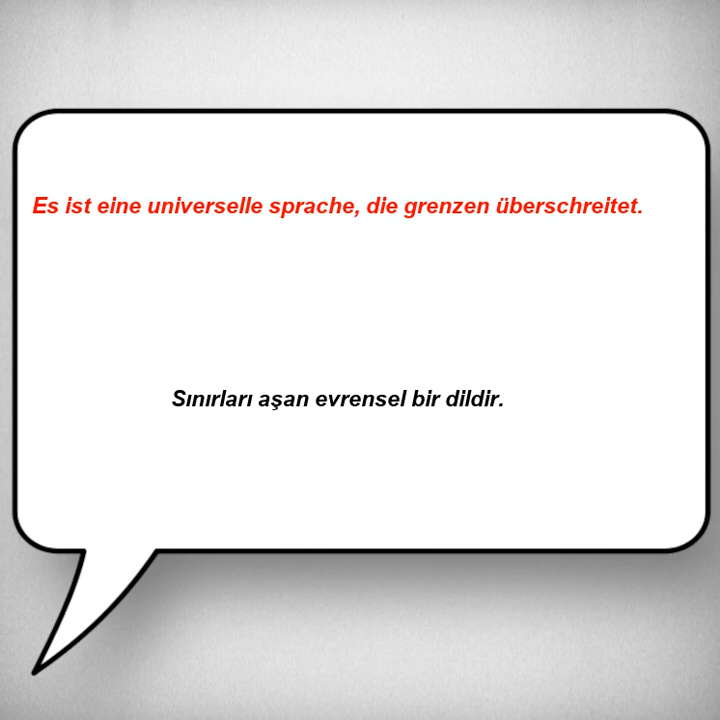 Es ist eine universelle sprache, die grenzen überschreitet.
Sınırları aşan evrensel bir dildir.